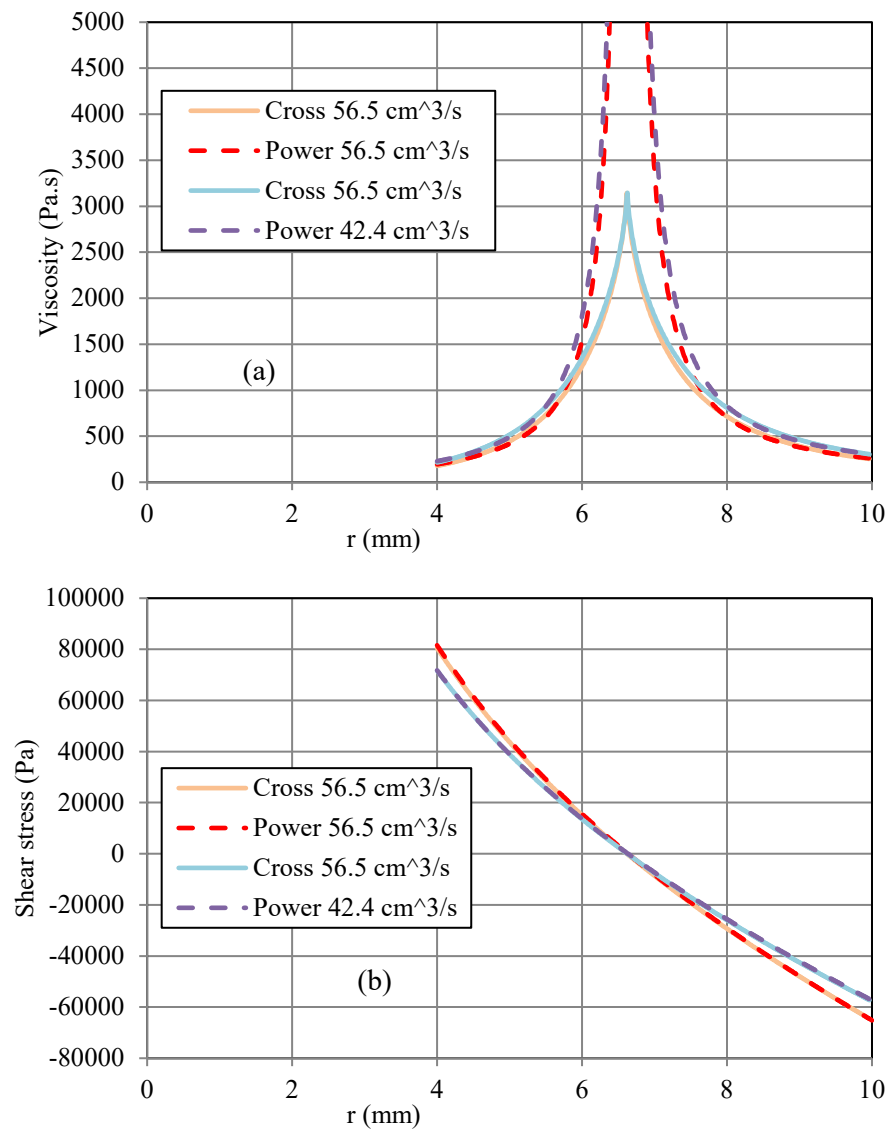 5000
4500
4000
3500
3000
2500
2000
1500
1000
500
0
Viscosity (Pa.s)
Cross 56.5 cm^3/s
Power 56.5 cm^3/s
Cross 56.5 cm^3/s
Power 42.4 cm^3/s
(a)
0 2 4 6 8 10
r (mm)
100000
80000
60000
40000
20000
0
-20000
-40000
-60000
-80000
Shear stress (Pa)
Cross 56.5 cm^3/s
Power 56.5 cm^3/s
Cross 56.5 cm^3/s
Power 42.4 cm^3/s
(b)
0 2 4 6 8 10
r (mm)